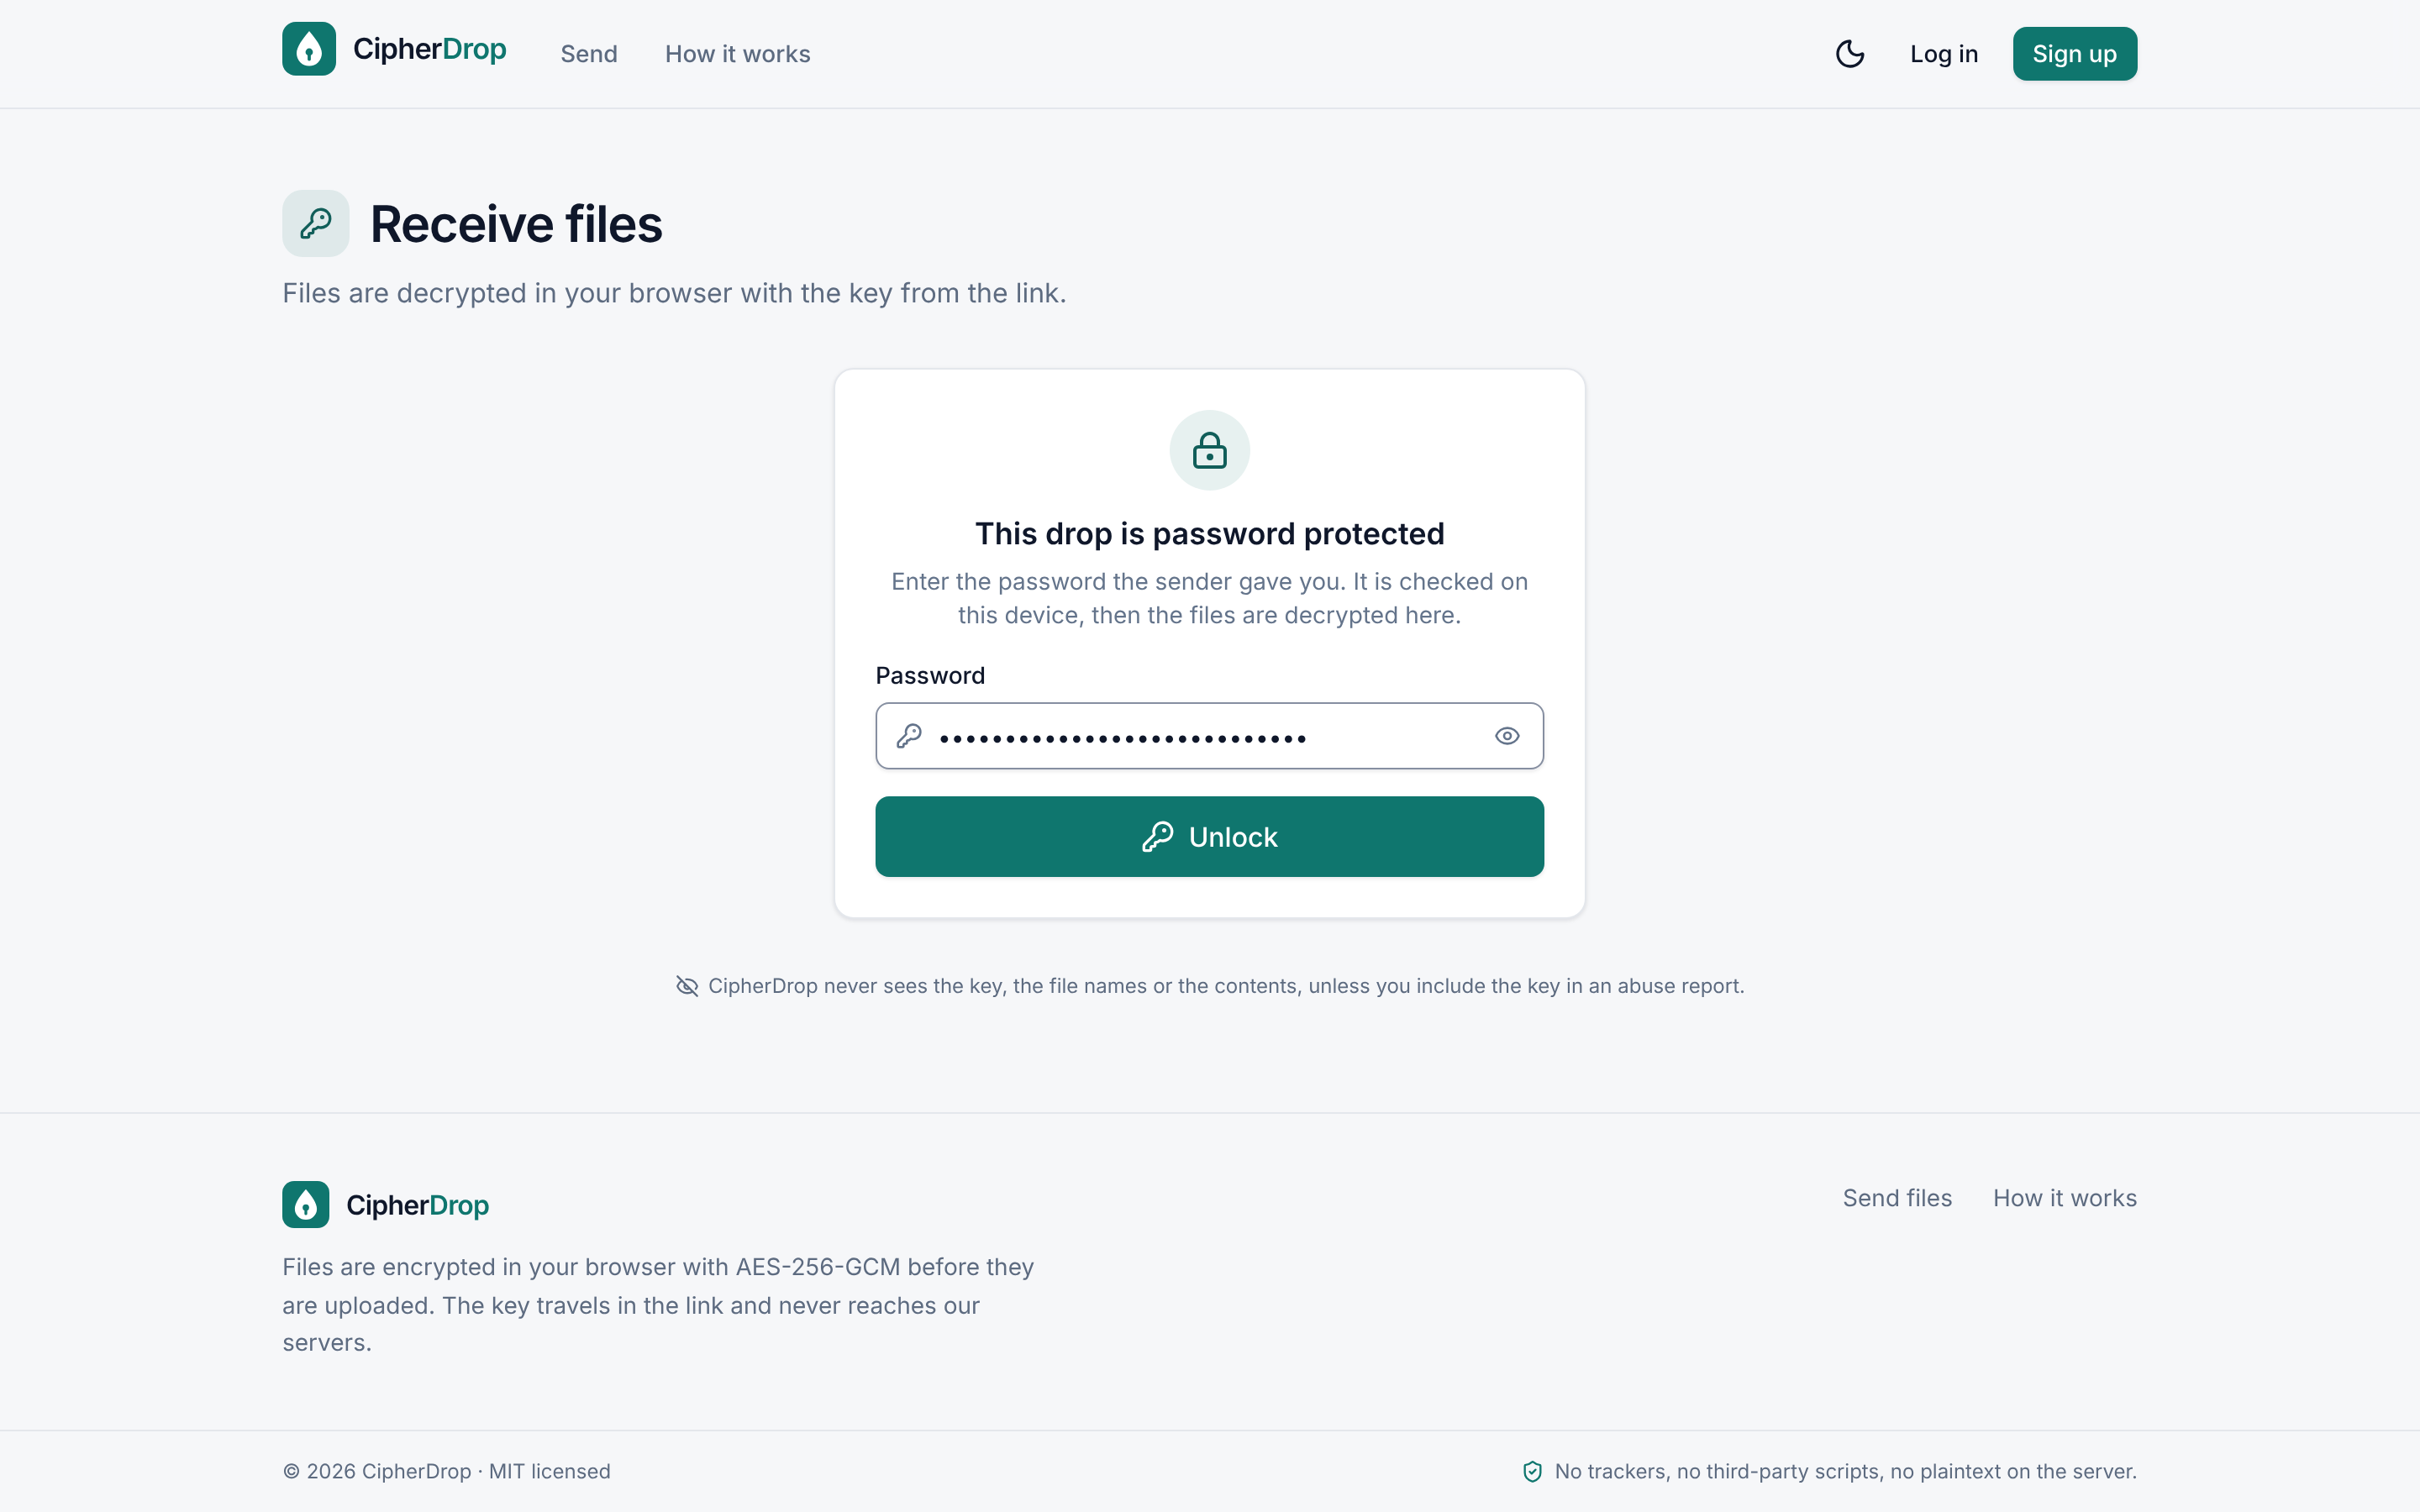 CipherDrop
Send
How it works
Log in
Sign up
Receive files
Files are decrypted in your browser with the key from the link.
This drop is password protected
Enter the password the sender gave you. It is checked on
this device, then the files are decrypted here.
Password
••••••••••••••••••••••••••••
Unlock
CipherDrop never sees the key, the file names or the contents, unless you include the key in an abuse report.
CipherDrop
Send files
How it works
Files are encrypted in your browser with AES-256-GCM before they
are uploaded. The key travels in the link and never reaches our
servers.
© 2026 CipherDrop · MIT licensed
No trackers, no third-party scripts, no plaintext on the server.